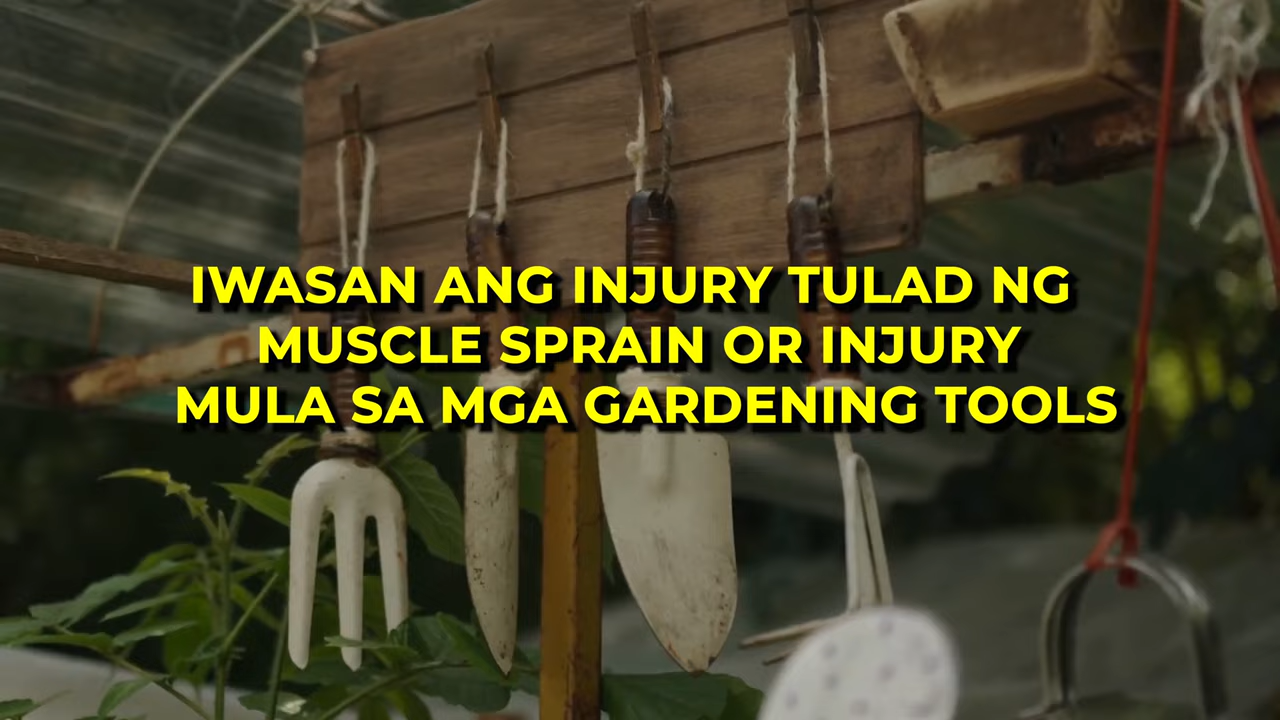 IWASAN ANG INJURY TULAD NG
MUSCLE SPRAIN OR INJURY
MULA SA MGA GARDENING TOOLS